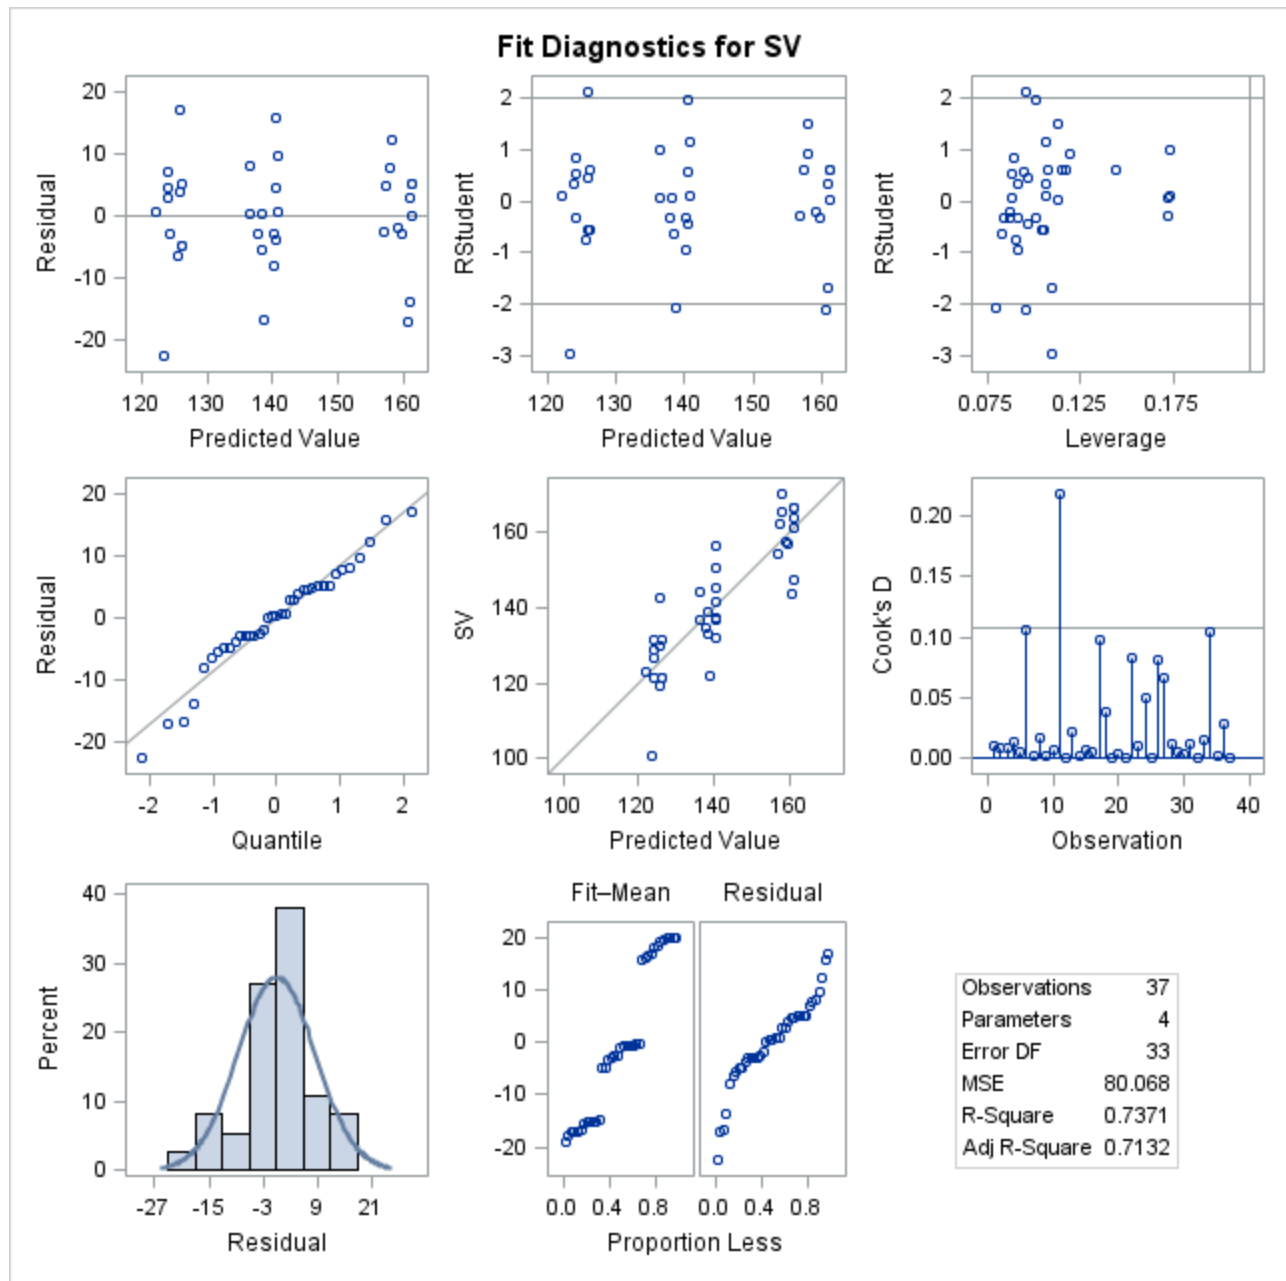 Fit Diagnostics for SV
20
10
0
-10
-20
Residual
120 130 140 150 160
Predicted Value
2
1
0
-1
-2
-3
RStudent
120 130 140 150 160
Predicted Value
2
1
0
-1
-2
-3
RStudent
0.075 0.125 0.175
Leverage
20
10
0
-10
-20
Residual
-2 -1 0 1 2
Quantile
160
140
120
100
SV
100 120 140 160
Predicted Value
0.20
0.15
0.10
0.05
0.00
Cook's D
0 10 20 30 40
Observation
40
30
20
10
0
Percent
-27 -15 -3 9 21
Residual
Fit–Mean Residual
20
10
0
-10
-20
0.0 0.4 0.8 0.0 0.4 0.8
Proportion Less
Observations 37
Parameters 4
Error DF 33
MSE 80.068
R-Square 0.7371
Adj R-Square 0.7132